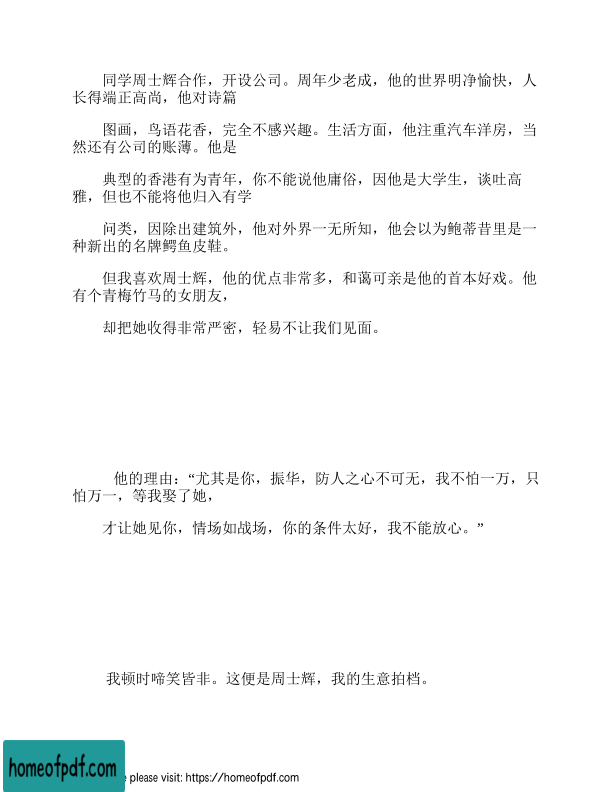 同学周士辉合作，开设公司。周年少老成，他的世界明净愉快，人
长得端正高尚，他对诗篇
图画，鸟语花香，完全不感兴趣。生活方面，他注重汽车洋房，当
然还有公司的账薄。他是
典型的香港有为青年，你不能说他庸俗，因他是大学生，谈吐高
雅，但也不能将他归入有学
问类，因除出建筑外，他对外界一无所知，他会以为鲍蒂昔里是一
种新出的名牌鳄鱼皮鞋。
但我喜欢周士辉，他的优点非常多，和蔼可亲是他的首本好戏。他
有个青梅竹马的女朋友，
却把她收得非常严密，轻易不让我们见面。
他的理由：“尤其是你，振华，防人之心不可无，我不怕一万，只
怕万一，等我娶了她，
才让她见你，情场如战场，你的条件太好，我不能放心。”
我顿时啼笑皆非。这便是周士辉，我的生意拍档。
homeofpdf.com
please visit: https://homeofpdf.com